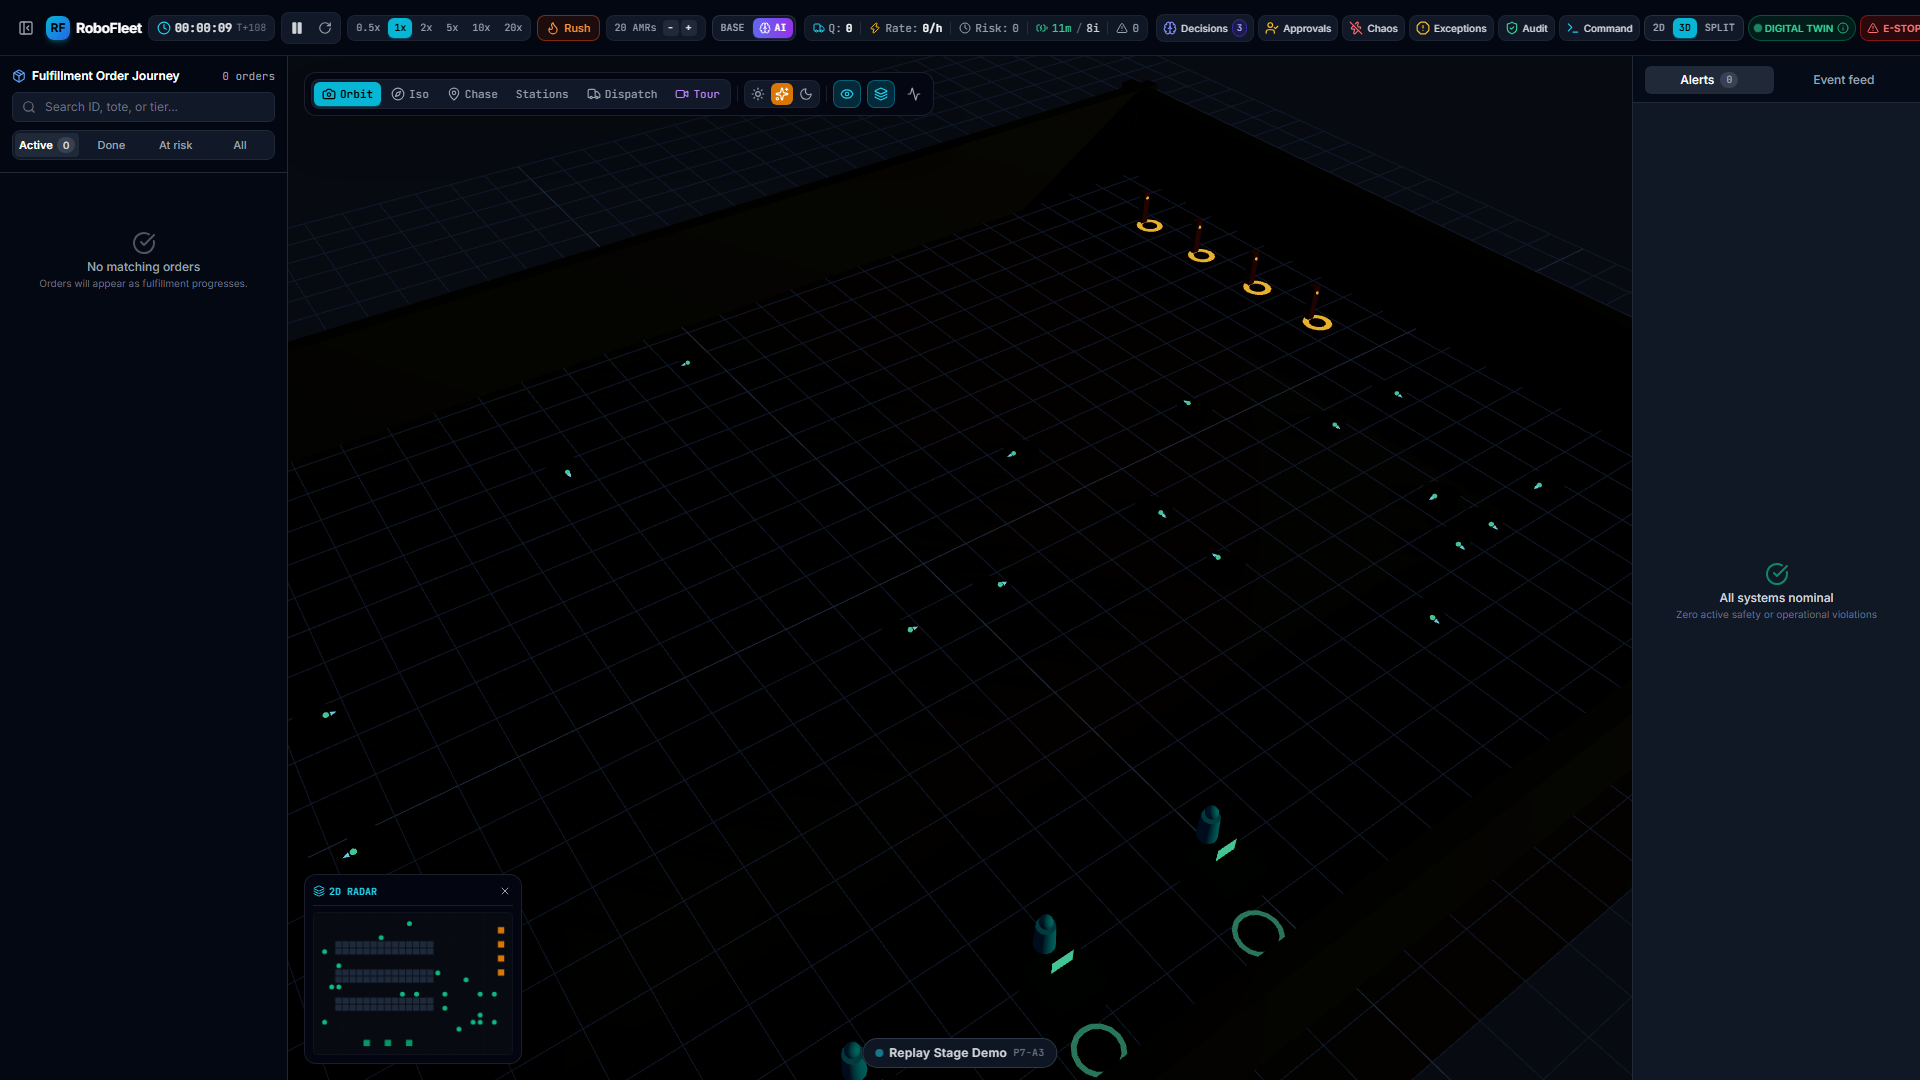 RF RoboFleet 00:00:09 T+108 0.5x 1x 2x 5x 10x 20x Rush 20 AMRs - + BASE AI Q: 0 Rate: 0/h Risk: 0 11m / 8i 0 Decisions 3 Approvals Chaos Exceptions Audit Command 2D 3D SPLIT DIGITAL TWIN E-STOP
Fulfillment Order Journey 0 orders
Search ID, tote, or tier...
Active 0 Done At risk All
No matching orders
Orders will appear as fulfillment progresses.
Orbit Iso Chase Stations Dispatch Tour
2D RADAR
Replay Stage Demo P7-A3
Alerts 0 Event feed
All systems nominal
Zero active safety or operational violations